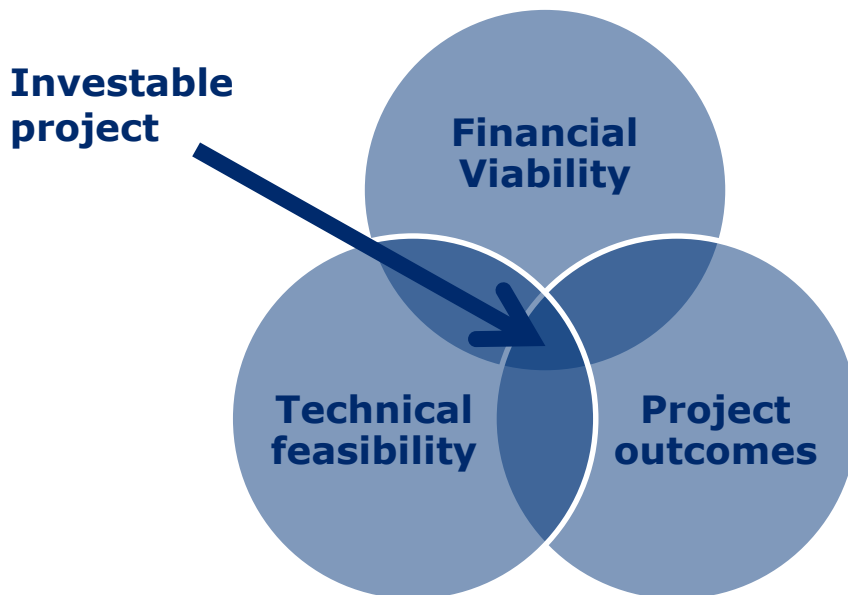 Investable
project
Financial
Viability
Technical
feasibility
Project
outcomes